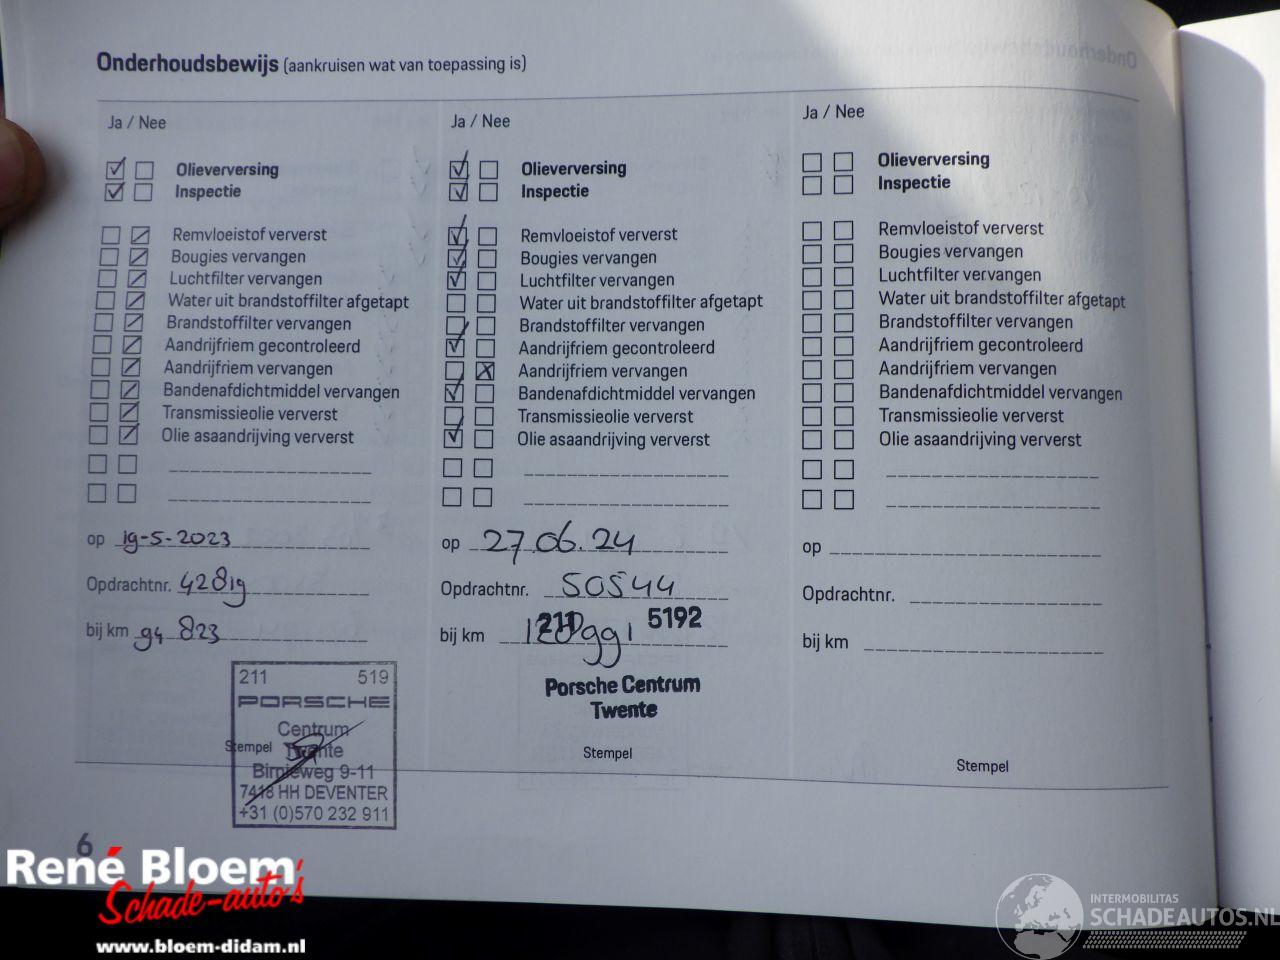 Onderhoudsbewijs (aankruisen wat van toepassing is)
Ja / Nee
Olieverversing
Inspectie
Remvloeistof ververst
Bougies vervangen
Luchtfilter vervangen
Water uit brandstoffilter afgetapt
Brandstoffilter vervangen
Aandrijfriem gecontroleerd
Aandrijfriem vervangen
Bandenafdichtmiddel vervangen
Transmissieolie ververst
Olie asaandrijving ververst
op 19-5-2023
Opdrachtnr. 42819
bij km 94 823
211 519
PORSCHE
Centrum
Stempel Twente
Birnieweg 9-11
7418 HH DEVENTER
+31 (0)570 232 911
6
Ja / Nee
Olieverversing
Inspectie
Remvloeistof ververst
Bougies vervangen
Luchtfilter vervangen
Water uit brandstoffilter afgetapt
Brandstoffilter vervangen
Aandrijfriem gecontroleerd
Aandrijfriem vervangen
Bandenafdichtmiddel vervangen
Transmissieolie ververst
Olie asaandrijving ververst
op 27.06.24
Opdrachtnr. 50544
bij km
211 5192
Porsche Centrum
Twente
Stempel
Ja / Nee
Olieverversing
Inspectie
Remvloeistof ververst
Bougies vervangen
Luchtfilter vervangen
Water uit brandstoffilter afgetapt
Brandstoffilter vervangen
Aandrijfriem gecontroleerd
Aandrijfriem vervangen
Bandenafdichtmiddel vervangen
Transmissieolie ververst
Olie asaandrijving ververst
op
Opdrachtnr.
bij km
Stempel
René Bloem
Schade-auto's
www.bloem-didam.nl
INTERMOBILITAS
SCHADEAUTOS.NL